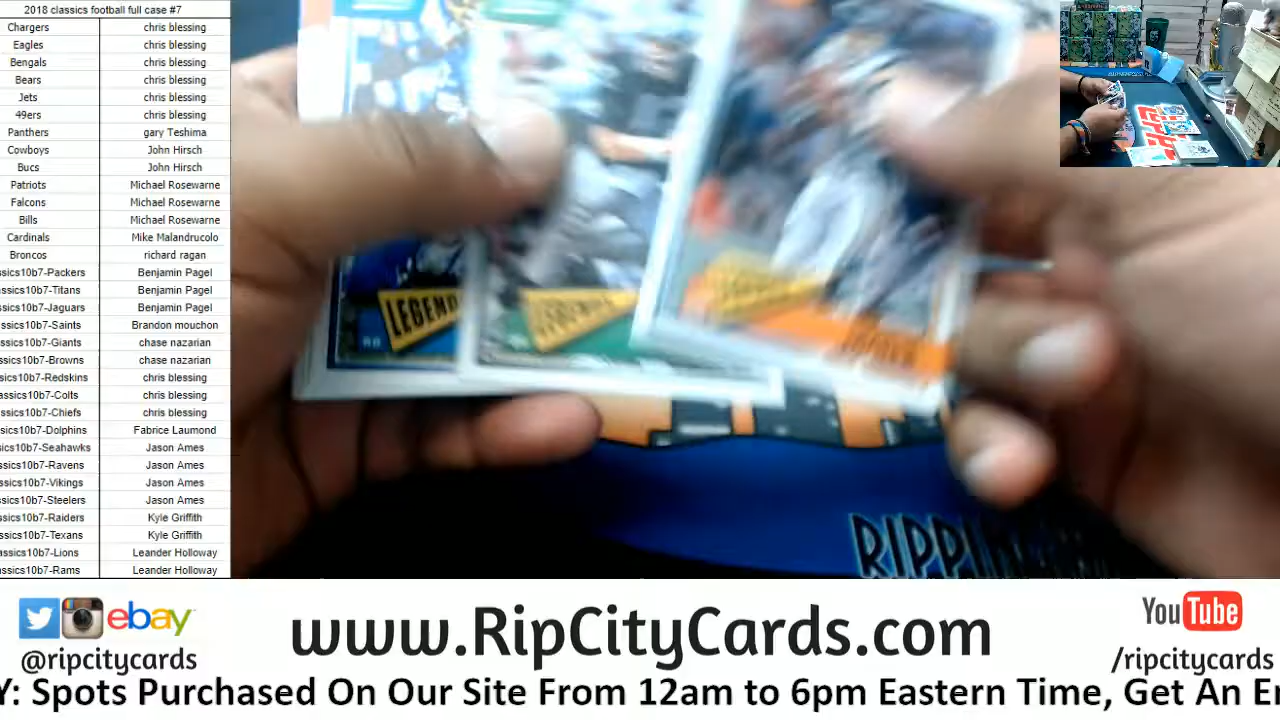 2018 classics football full case #7
Chargers chris blessing
Eagles chris blessing
Bengals chris blessing
Bears chris blessing
Jets chris blessing
49ers chris blessing
Panthers gary Teshima
Cowboys John Hirsch
Bucs John Hirsch
Patriots Michael Rosewarne
Falcons Michael Rosewarne
Bills Michael Rosewarne
Cardinals Mike Malandrucolo
Broncos richard ragan
assics10b7-Packers Benjamin Pagel
ssics10b7-Titans Benjamin Pagel
ssics10b7-Jaguars Benjamin Pagel
assics10b7-Saints Brandon mouchon
ssics10b7-Giants chase nazarian
ssics10b7-Browns chase nazarian
ssics10b7-Redskins chris blessing
assics10b7-Colts chris blessing
ssics10b7-Chiefs chris blessing
ssics10b7-Dolphins Fabrice Laumond
sics10b7-Seahawks Jason Ames
ssics10b7-Ravens Jason Ames
ssics10b7-Vikings Jason Ames
ssics10b7-Steelers Jason Ames
ssics10b7-Raiders Kyle Griffith
ssics10b7-Texans Kyle Griffith
assics10b7-Lions Leander Holloway
assics10b7-Rams Leander Holloway
LEGEND
RB
RIPPIN
ebay
@ripcitycards
www.RipCityCards.com
YouTube
/ripcitycards
Y: Spots Purchased On Our Site From 12am to 6pm Eastern Time, Get An E